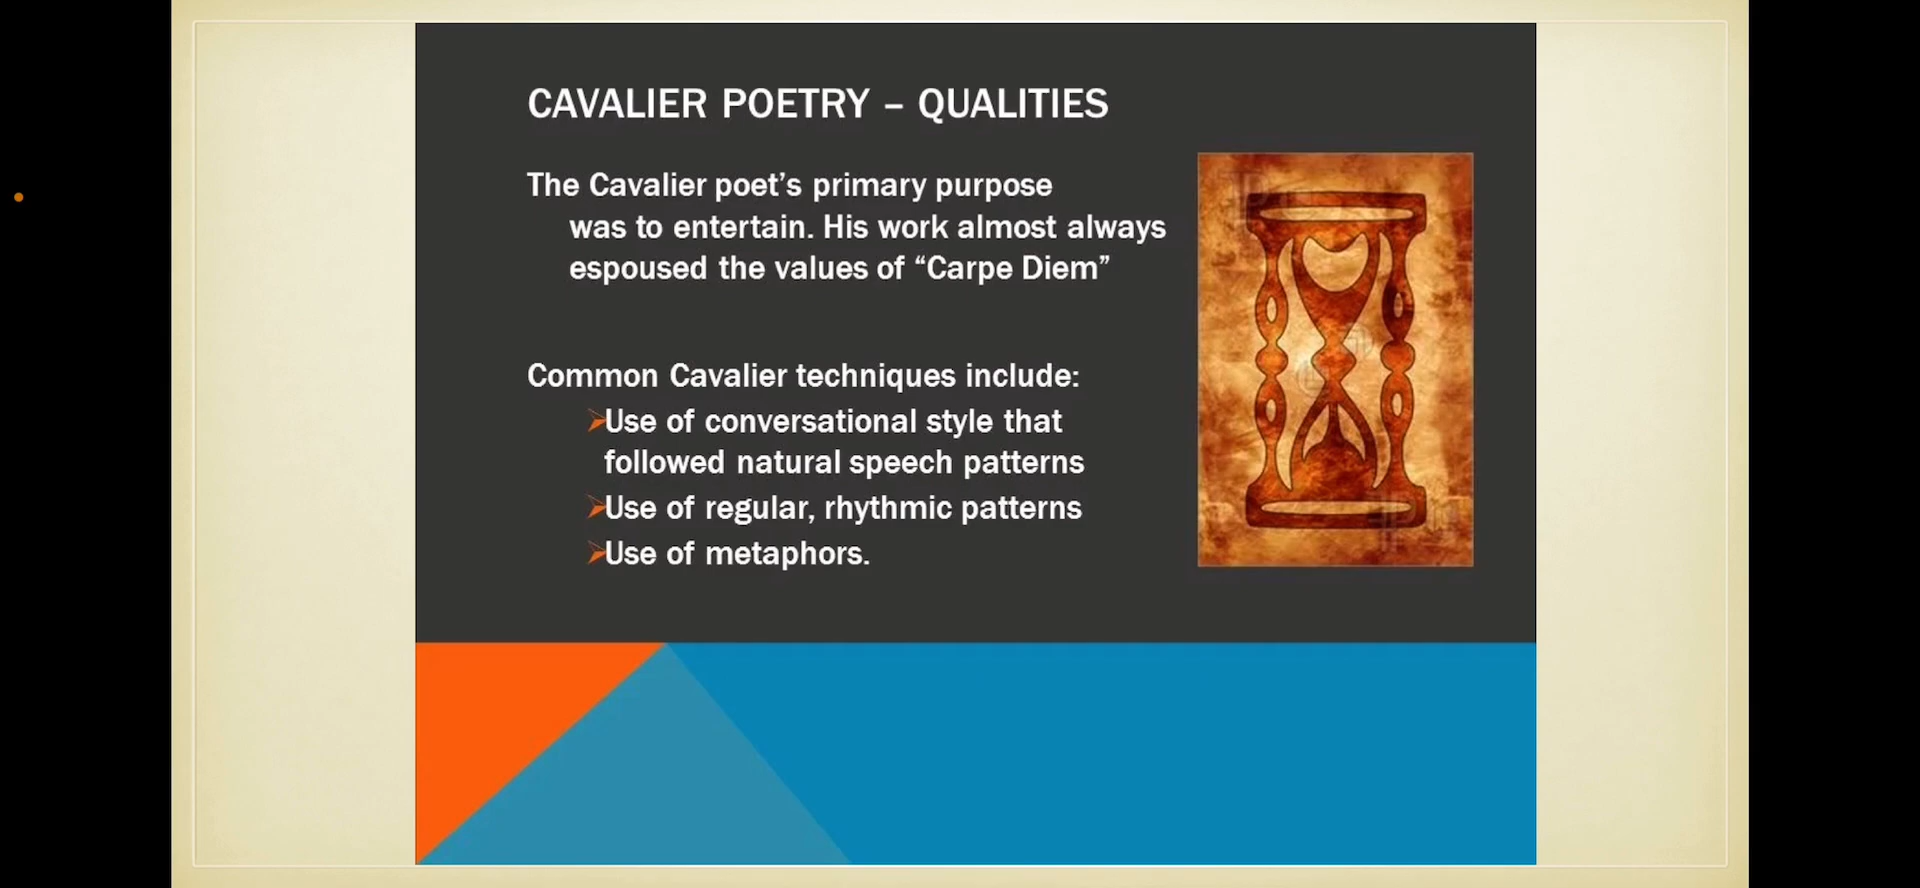 CAVALIER POETRY – QUALITIES
The Cavalier poet’s primary purpose
was to entertain. His work almost always
espoused the values of “Carpe Diem”
Common Cavalier techniques include:
➢Use of conversational style that
followed natural speech patterns
➢Use of regular, rhythmic patterns
➢Use of metaphors.